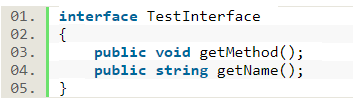 01. interface TestInterface
02. {
03.     public void getMethod();
04.     public string getName();
05. }